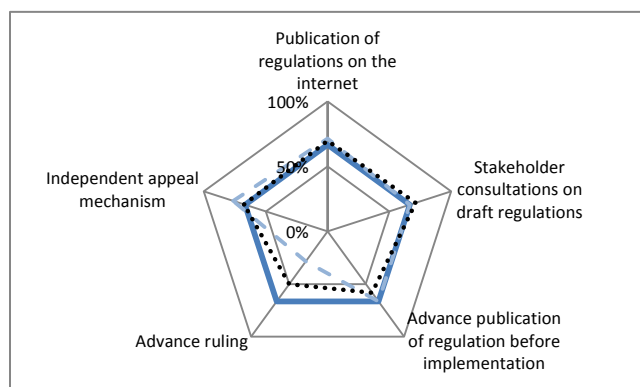 Publication of
regulations on the
internet
100%
50%
0%
Stakeholder
consultations on
draft regulations
Advance publication
of regulation before
implementation
Advance ruling
Independent appeal
mechanism